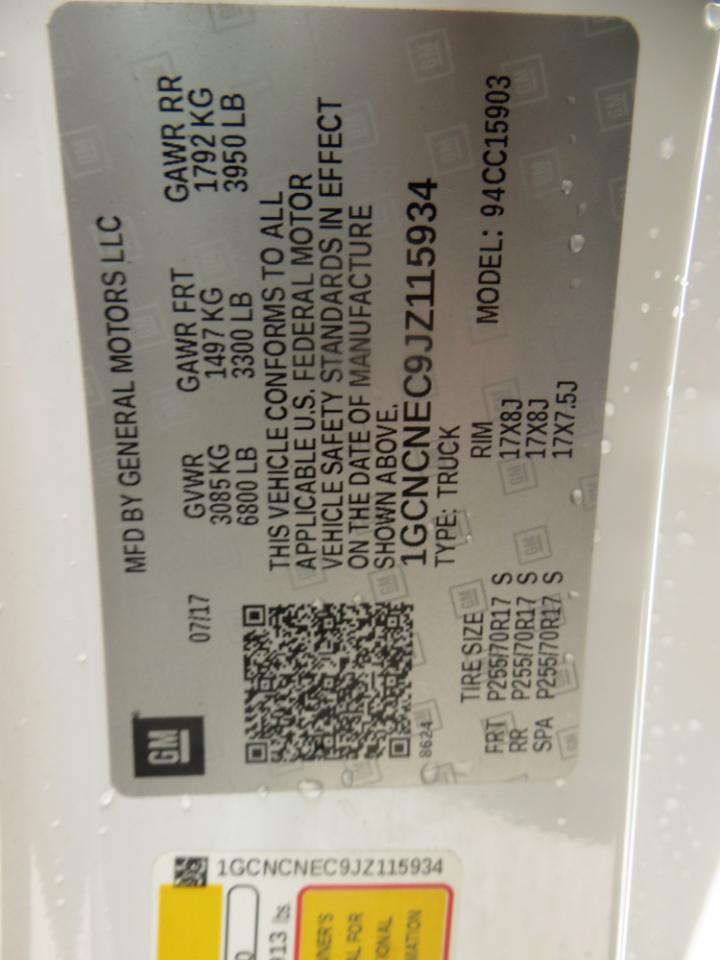 GM
MFD BY GENERAL MOTORS LLC
07/17
GVWR GAWR FRT GAWR RR
3085 KG 1497 KG 1792 KG
6800 LB 3300 LB 3950 LB
THIS VEHICLE CONFORMS TO ALL
APPLICABLE U.S. FEDERAL MOTOR
VEHICLE SAFETY STANDARDS IN EFFECT
ON THE DATE OF MANUFACTURE
SHOWN ABOVE.
1GCNCNEC9JZ115934
8624 TYPE: TRUCK
MODEL: 94CC15903
TIRE SIZE RIM
FRT P255/70R17 S 17X8J
RR P255/70R17 S 17X8J
SPA P255/70R17 S 17X7.5J
1GCNCNEC9JZ115934
lbs.